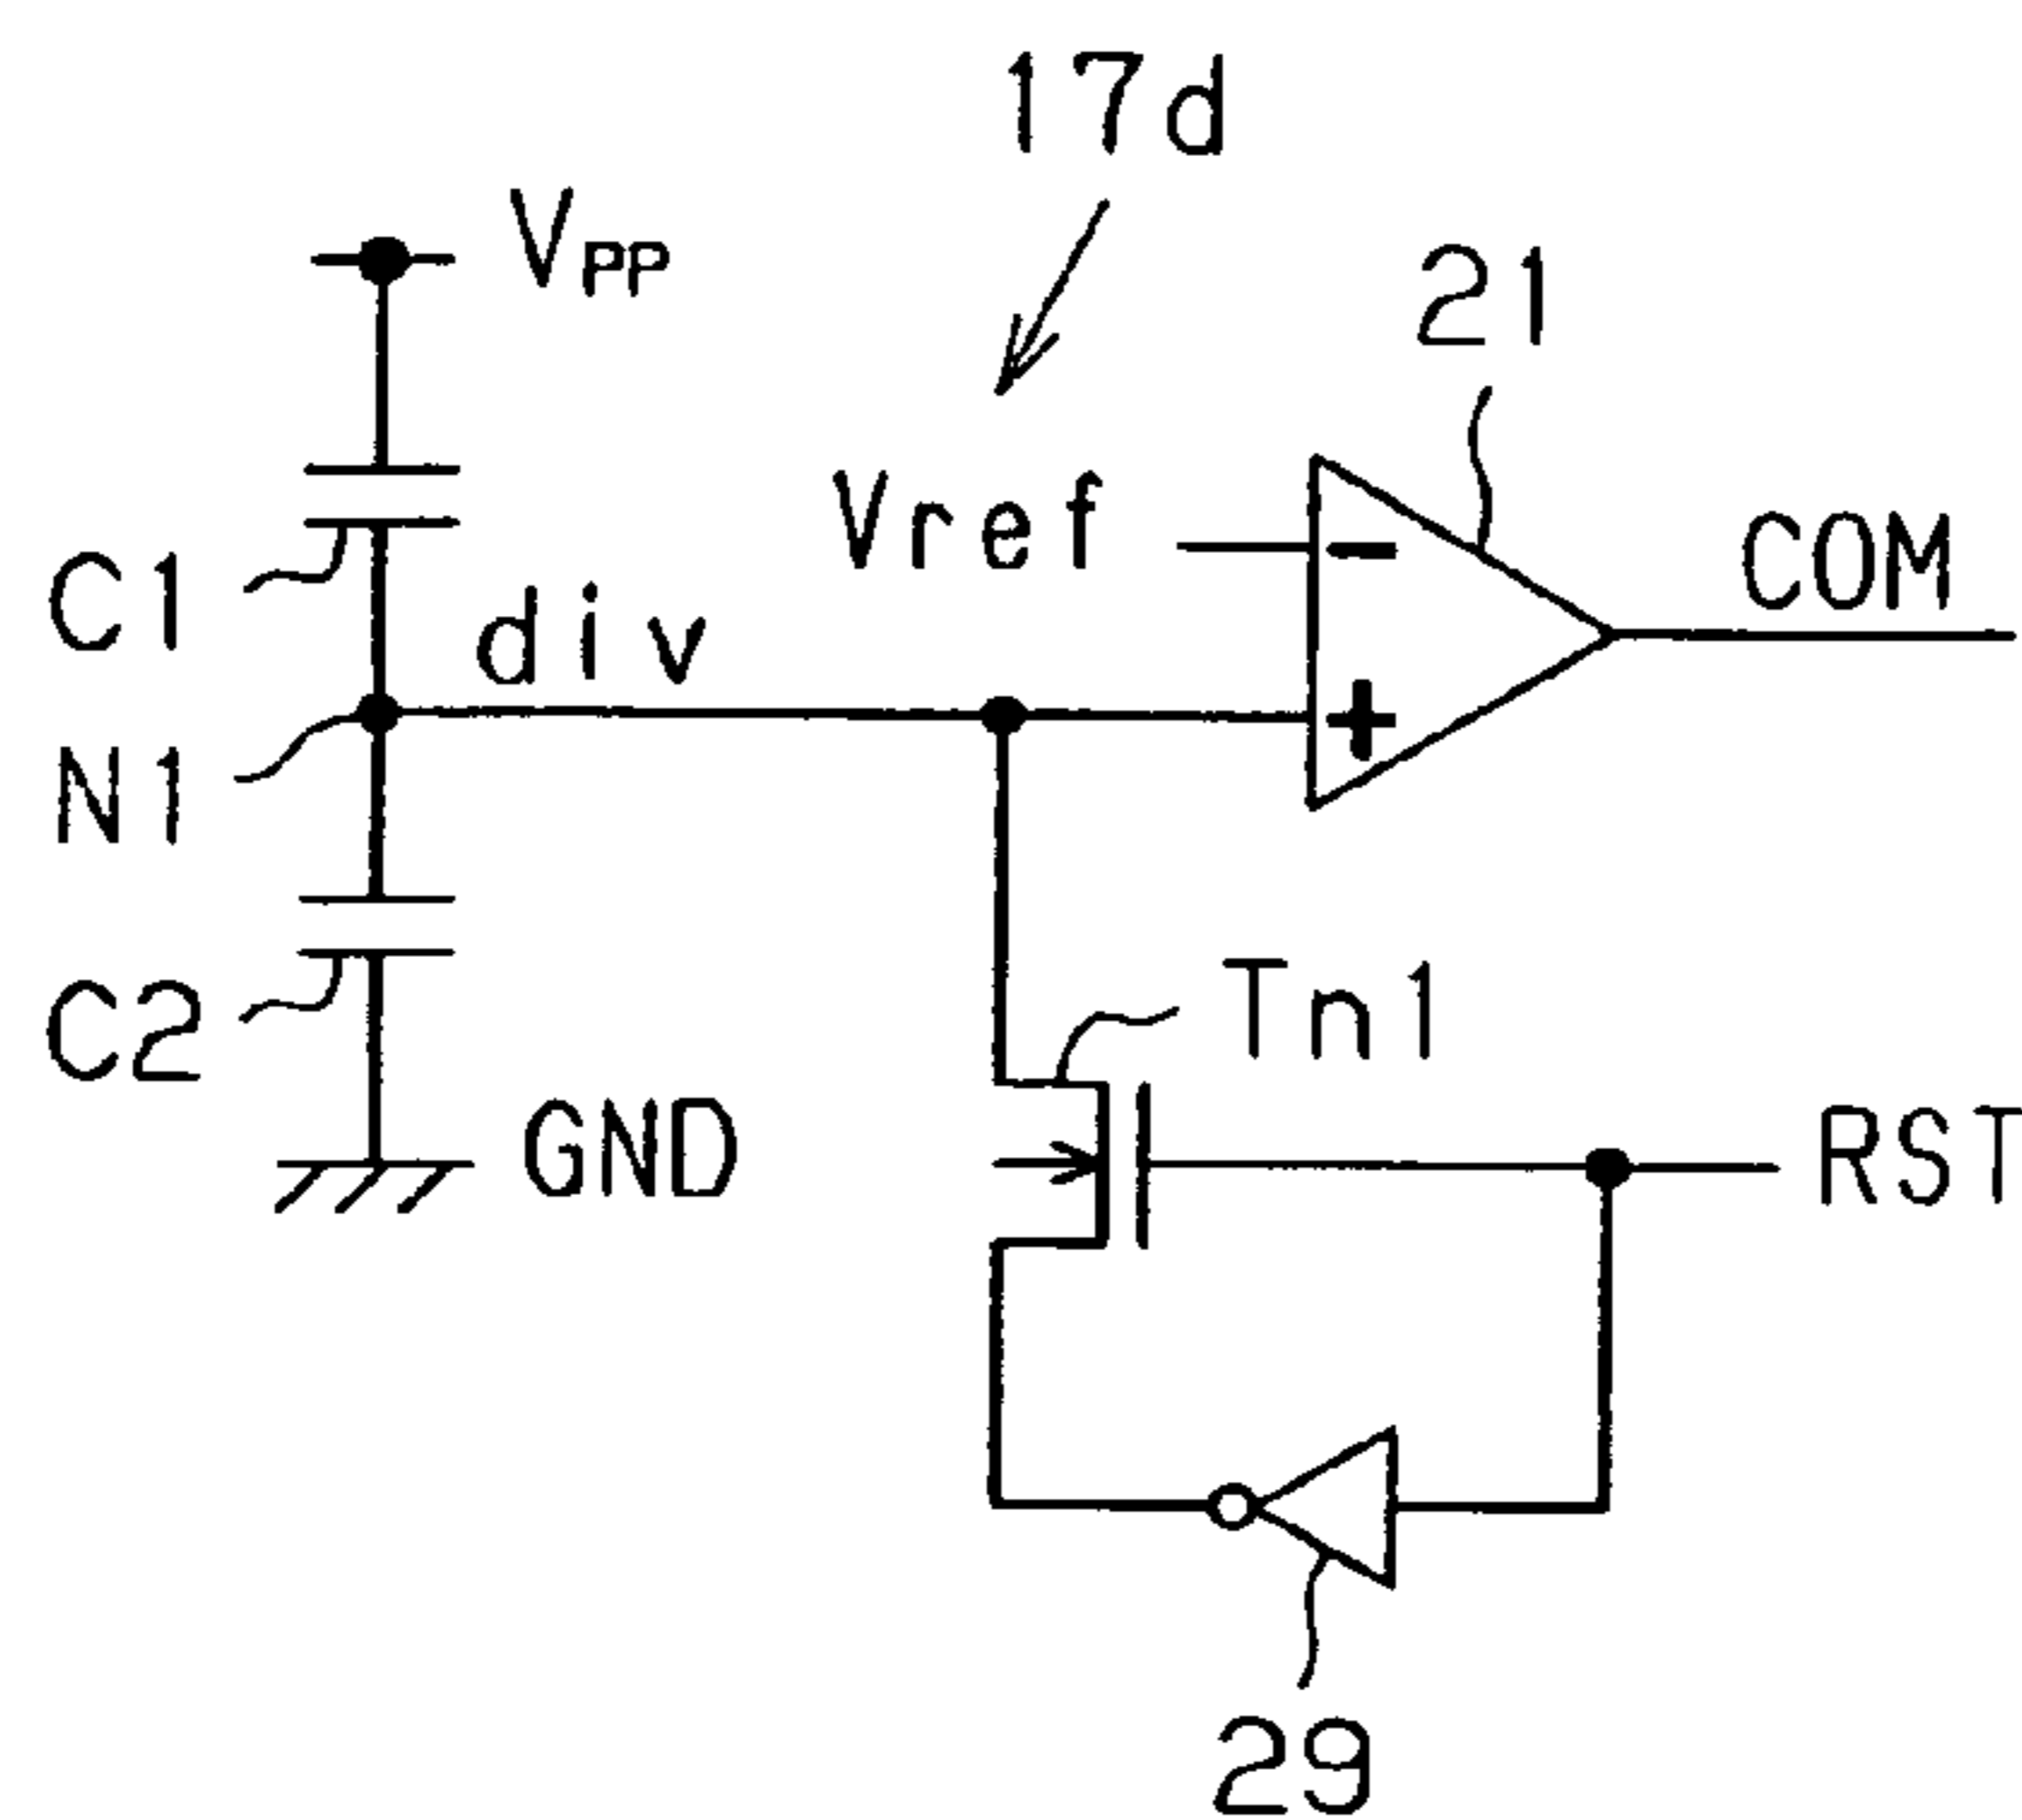 17d
VPP
21
Vref
COM
C1
div
N1
C2
Tn1
GND
RST
29